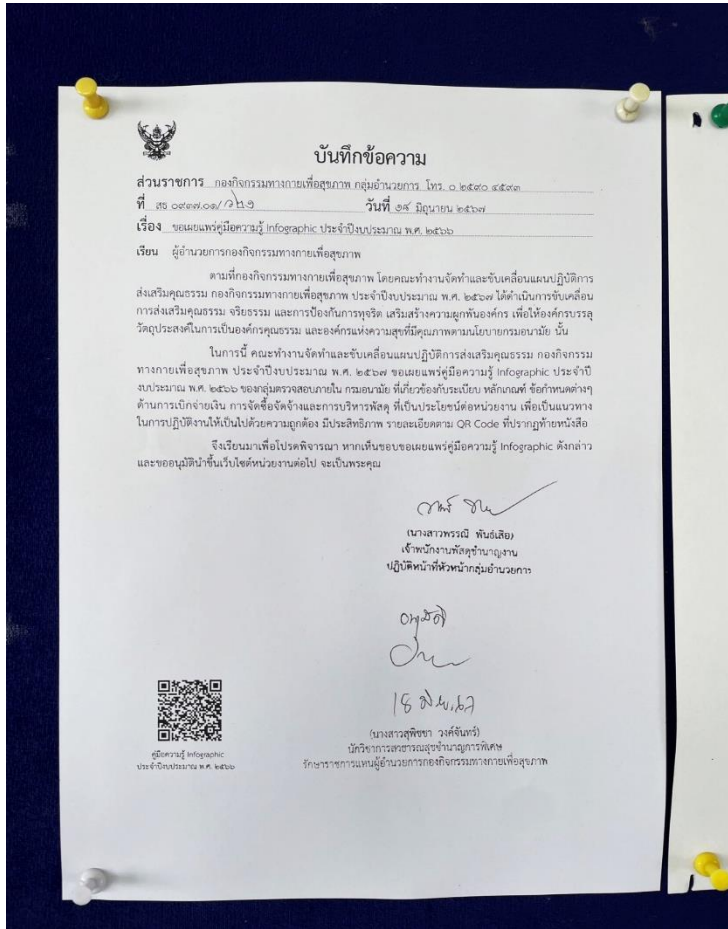 บันทึกข้อความ
ส่วนราชการ กองกิจกรรมทางกายเพื่อสุขภาพ กลุ่มอำนวยการ โทร. ๐ ๒๕๙๐ ๔๕๙๓
ที่ สธ ๐๙๓๗.๐๑/ วันที่ ๑๘ มิถุนายน ๒๕๖๗
เรื่อง ขอเผยแพร่คู่มือความรู้ Infographic ประจำปีงบประมาณ พ.ศ. ๒๕๖๖
เรียน ผู้อำนวยการกองกิจกรรมทางกายเพื่อสุขภาพ
ตามที่กองกิจกรรมทางกายเพื่อสุขภาพ โดยคณะทำงานจัดทำและขับเคลื่อนแผนปฏิบัติการ
ส่งเสริมคุณธรรม กองกิจกรรมทางกายเพื่อสุขภาพ ประจำปีงบประมาณ พ.ศ. ๒๕๖๗ ได้ดำเนินการขับเคลื่อน
การส่งเสริมคุณธรรม จริยธรรม และการป้องกันการทุจริต เสริมสร้างความผูกพันองค์กร เพื่อให้องค์กรบรรลุ
วัตถุประสงค์ในการเป็นองค์กรคุณธรรม และองค์กรแห่งความสุขที่มีคุณภาพตามนโยบายกรมอนามัย นั้น
ในการนี้ คณะทำงานจัดทำและขับเคลื่อนแผนปฏิบัติการส่งเสริมคุณธรรม กองกิจกรรม
ทางกายเพื่อสุขภาพ ประจำปีงบประมาณ พ.ศ. ๒๕๖๗ ขอเผยแพร่คู่มือความรู้ Infographic ประจำปี
งบประมาณ พ.ศ. ๒๕๖๖ ของกลุ่มตรวจสอบภายใน กรมอนามัย ที่เกี่ยวข้องกับระเบียบ หลักเกณฑ์ ข้อกำหนดต่างๆ
ด้านการเบิกจ่ายเงิน การจัดซื้อจัดจ้างและการบริหารพัสดุ ที่เป็นประโยชน์ต่อหน่วยงาน เพื่อเป็นแนวทาง
ในการปฏิบัติงานให้เป็นไปด้วยความถูกต้อง มีประสิทธิภาพ รายละเอียดตาม QR Code ที่ปรากฏท้ายหนังสือ
จึงเรียนมาเพื่อโปรดพิจารณา หากเห็นชอบขอเผยแพร่คู่มือความรู้ Infographic ดังกล่าว
และขออนุมัตินำขึ้นเว็บไซต์หน่วยงานต่อไป จะเป็นพระคุณ
(นางสาวพรรณี พันธ์เสือ)
เจ้าพนักงานพัสดุชำนาญงาน
ปฏิบัติหน้าที่หัวหน้ากลุ่มอำนวยการ
อนุมัติ
18 มิ.ย. 67
(นางสาวสุพิชชา วงค์จันทร์)
นักวิชาการสาธารณสุขชำนาญการพิเศษ
รักษาราชการแทนผู้อำนวยการกองกิจกรรมทางกายเพื่อสุขภาพ
คู่มือความรู้ Infographic
ประจำปีงบประมาณ พ.ศ. ๒๕๖๖